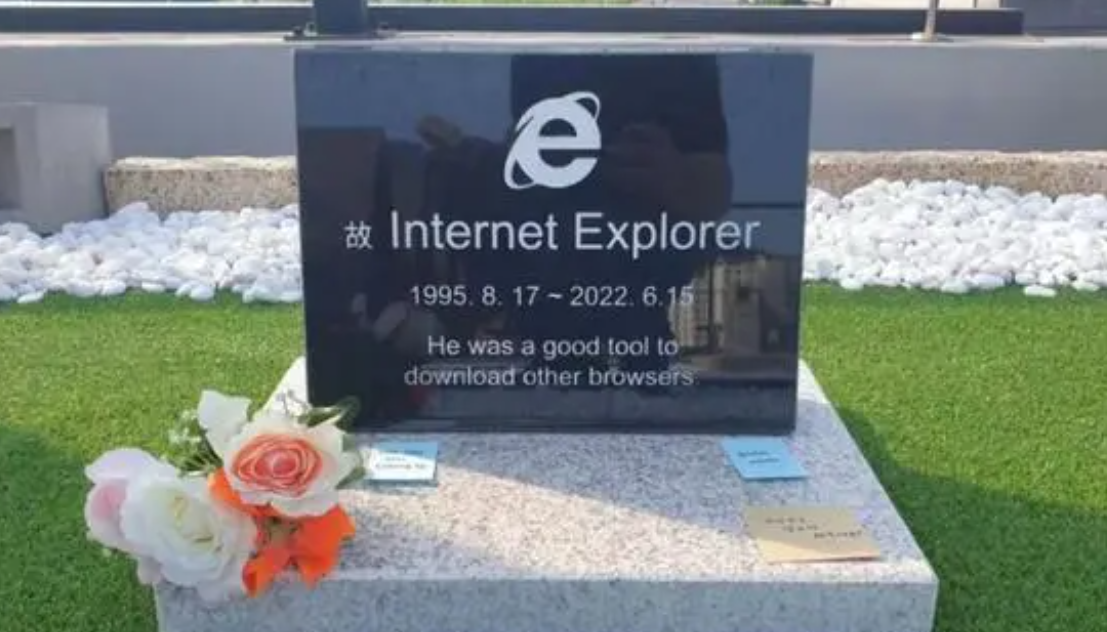 故 Internet Explorer
1995. 8. 17 ~ 2022. 6.15
He was a good tool to
download other browsers.